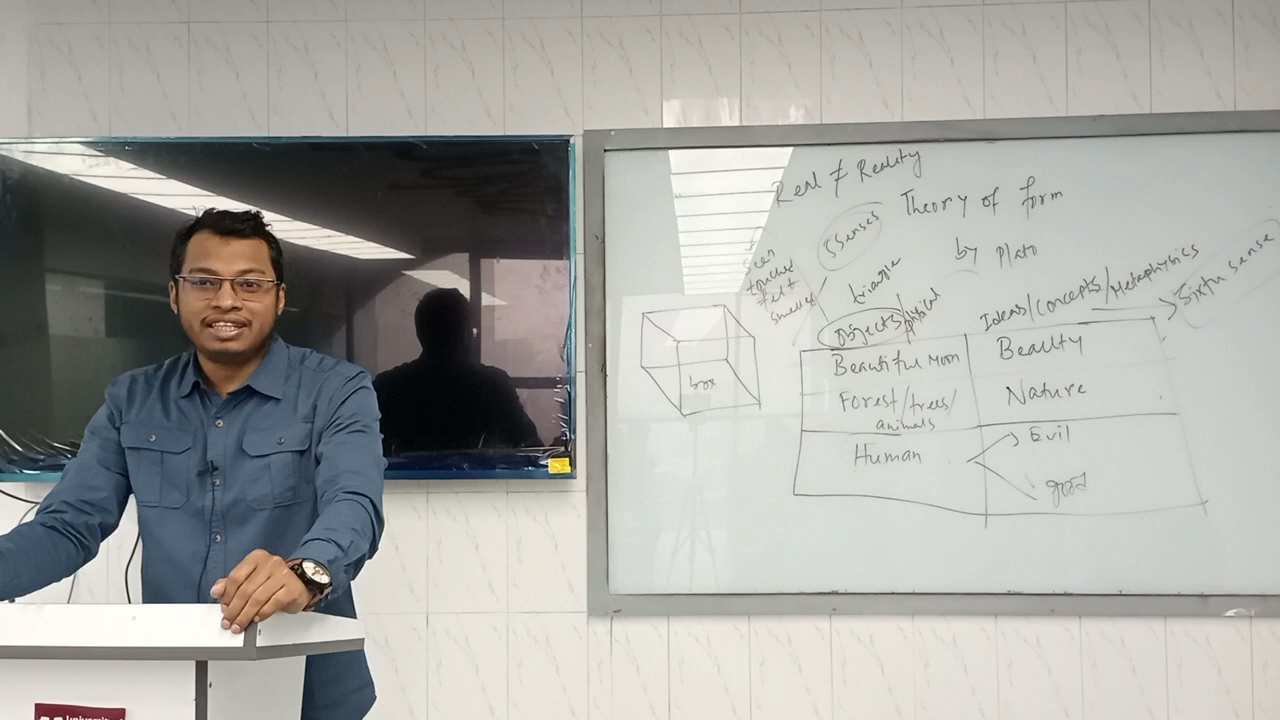 Real ≠ Reality
Theory of form
by Plato
5 Senses
seen
touched
felt
smelled
triangle
Objects/physical
Ideas/Concepts/Metaphysics
Sixth sense
box
Beautiful Moon
Beauty
Forest/trees/
animals
Nature
Human
Evil
good